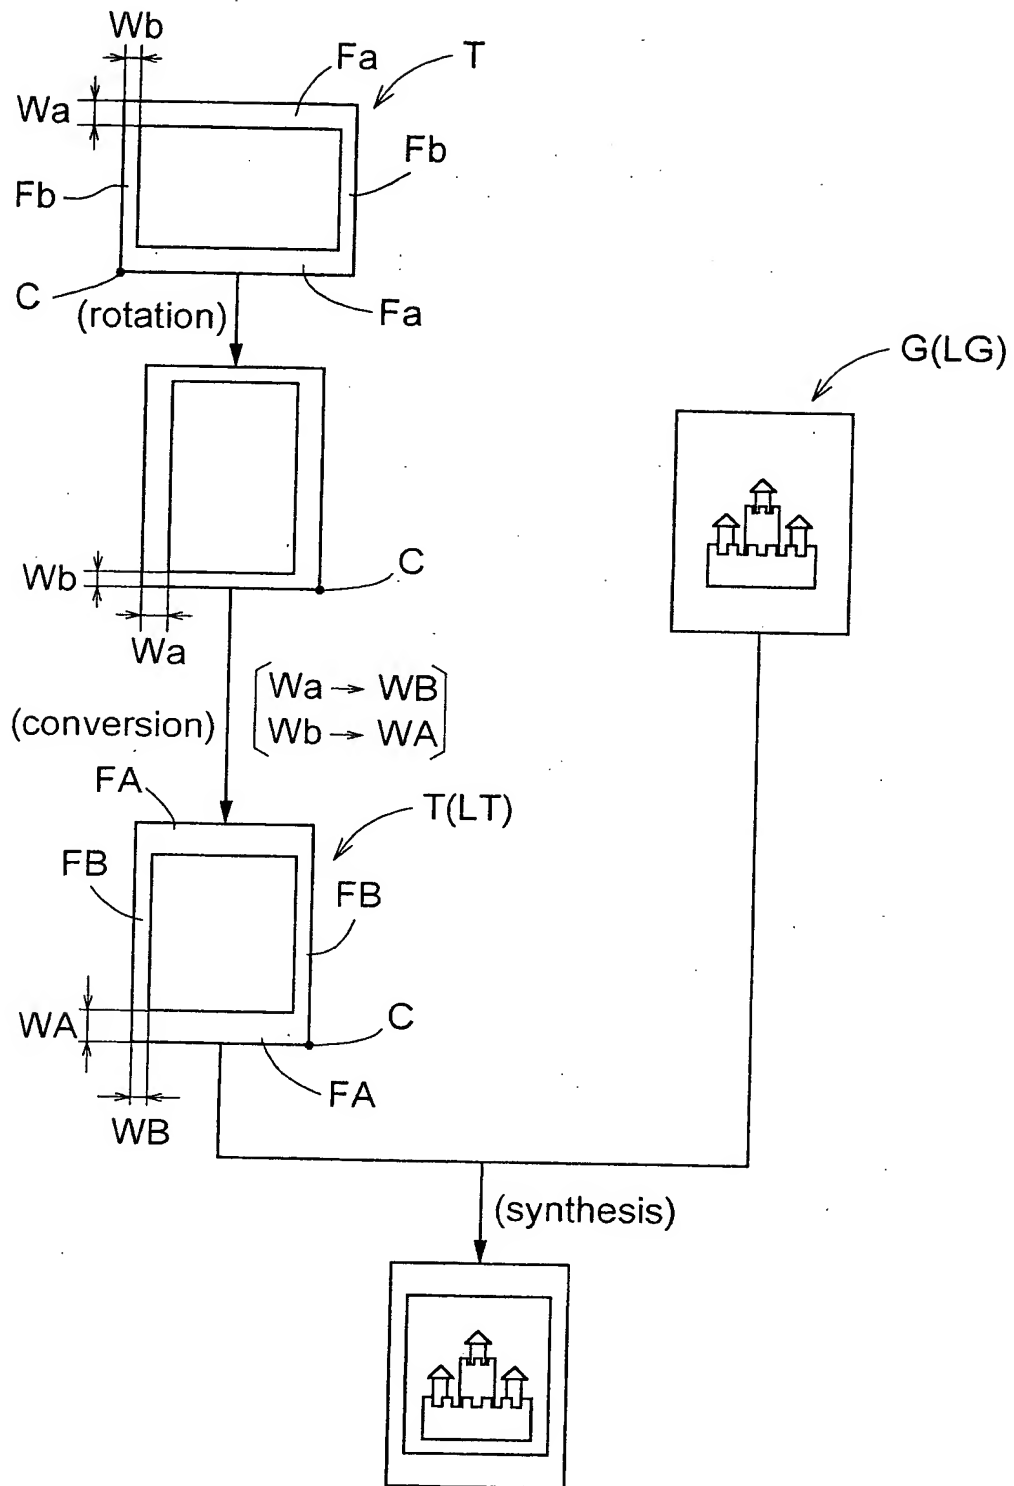 Wb
Fa
T
Wa
Fb
Fb
C
(rotation)
Fa
G(LG)
Wb
C
Wa
Wa → WB
(conversion)
Wb → WA
FA
T(LT)
FB
FB
WA
C
FA
WB
(synthesis)